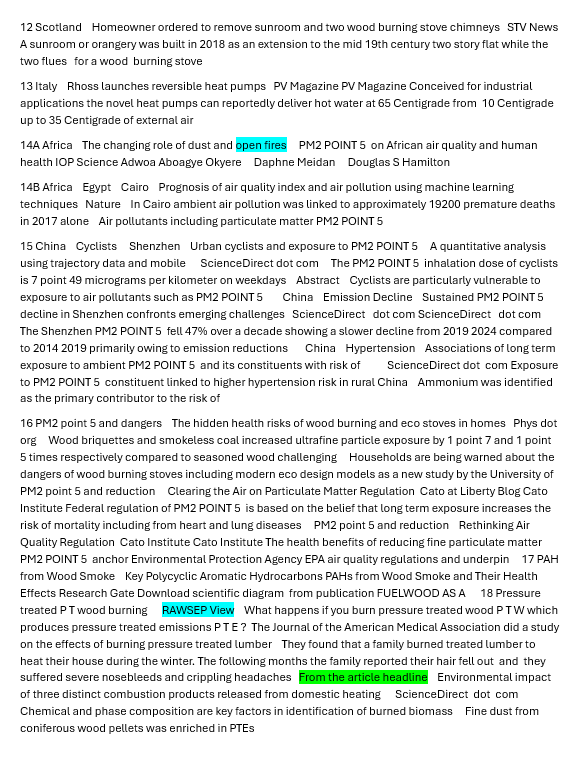 12 Scotland Homeowner ordered to remove sunroom and two wood burning stove chimneys STV News
A sunroom or orangery was built in 2018 as an extension to the mid 19th century two story flat while the
two flues for a wood burning stove
13 Italy Rhoss launches reversible heat pumps PV Magazine PV Magazine Conceived for industrial
applications the novel heat pumps can reportedly deliver hot water at 65 Centigrade from 10 Centigrade
up to 35 Centigrade of external air
14A Africa The changing role of dust and open fires PM2 POINT 5 on African air quality and human
health IOP Science Adwoa Aboagye Okyere Daphne Meidan Douglas S Hamilton
14B Africa Egypt Cairo Prognosis of air quality index and air pollution using machine learning
techniques Nature In Cairo ambient air pollution was linked to approximately 19200 premature deaths
in 2017 alone Air pollutants including particulate matter PM2 POINT 5
15 China Cyclists Shenzhen Urban cyclists and exposure to PM2 POINT 5 A quantitative analysis
using trajectory data and mobile ScienceDirect dot com The PM2 POINT 5 inhalation dose of cyclists
is 7 point 49 micrograms per kilometer on weekdays Abstract Cyclists are particularly vulnerable to
exposure to air pollutants such as PM2 POINT 5 China Emission Decline Sustained PM2 POINT 5
decline in Shenzhen confronts emerging challenges ScienceDirect dot com ScienceDirect dot com
The Shenzhen PM2 POINT 5 fell 47% over a decade showing a slower decline from 2019 2024 compared
to 2014 2019 primarily owing to emission reductions China Hypertension Associations of long term
exposure to ambient PM2 POINT 5 and its constituents with risk of ScienceDirect dot com Exposure
to PM2 POINT 5 constituent linked to higher hypertension risk in rural China Ammonium was identified
as the primary contributor to the risk of
16 PM2 point 5 and dangers The hidden health risks of wood burning and eco stoves in homes Phys dot
org Wood briquettes and smokeless coal increased ultrafine particle exposure by 1 point 7 and 1 point
5 times respectively compared to seasoned wood challenging Households are being warned about the
dangers of wood burning stoves including modern eco design models as a new study by the University of
PM2 point 5 and reduction Clearing the Air on Particulate Matter Regulation Cato at Liberty Blog Cato
Institute Federal regulation of PM2 POINT 5 is based on the belief that long term exposure increases the
risk of mortality including from heart and lung diseases PM2 point 5 and reduction Rethinking Air
Quality Regulation Cato Institute Cato Institute The health benefits of reducing fine particulate matter
PM2 POINT 5 anchor Environmental Protection Agency EPA air quality regulations and underpin 17 PAH
from Wood Smoke Key Polycyclic Aromatic Hydrocarbons PAHs from Wood Smoke and Their Health
Effects Research Gate Download scientific diagram from publication FUELWOOD AS A 18 Pressure
treated P T wood burning RAWSEP View What happens if you burn pressure treated wood P T W which
produces pressure treated emissions P T E ? The Journal of the American Medical Association did a study
on the effects of burning pressure treated lumber They found that a family burned treated lumber to
heat their house during the winter. The following months the family reported their hair fell out and they
suffered severe nosebleeds and crippling headaches From the article headline Environmental impact
of three distinct combustion products released from domestic heating ScienceDirect dot com
Chemical and phase composition are key factors in identification of burned biomass Fine dust from
coniferous wood pellets was enriched in PTEs